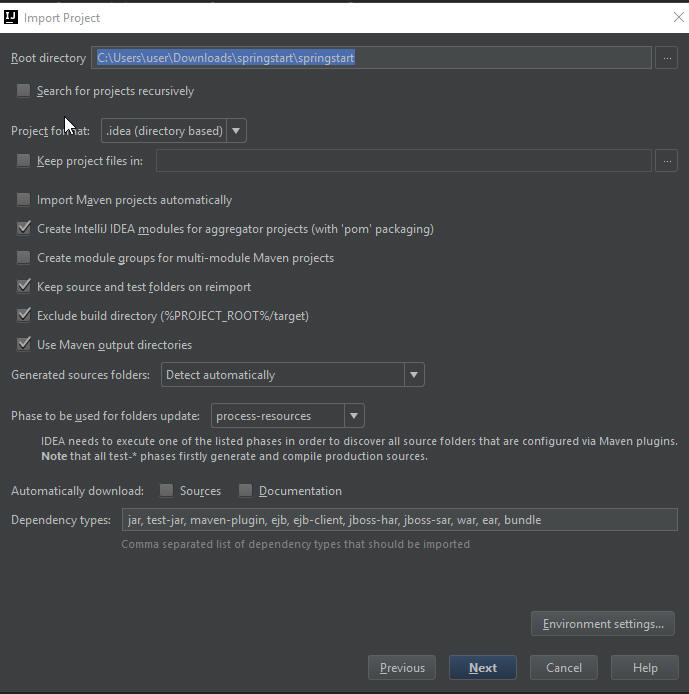 IJ Import Project
Root directory C:\Users\user\Downloads\springstart\springstart ...
Search for projects recursively
Project format: .idea (directory based)
Keep project files in: ...
Import Maven projects automatically
Create IntelliJ IDEA modules for aggregator projects (with 'pom' packaging)
Create module groups for multi-module Maven projects
Keep source and test folders on reimport
Exclude build directory (%PROJECT_ROOT%/target)
Use Maven output directories
Generated sources folders: Detect automatically
Phase to be used for folders update: process-resources
IDEA needs to execute one of the listed phases in order to discover all source folders that are configured via Maven plugins.
Note that all test-* phases firstly generate and compile production sources.
Automatically download: Sources Documentation
Dependency types: jar, test-jar, maven-plugin, ejb, ejb-client, jboss-har, jboss-sar, war, ear, bundle
Comma separated list of dependency types that should be imported
Environment settings...
Previous Next Cancel Help